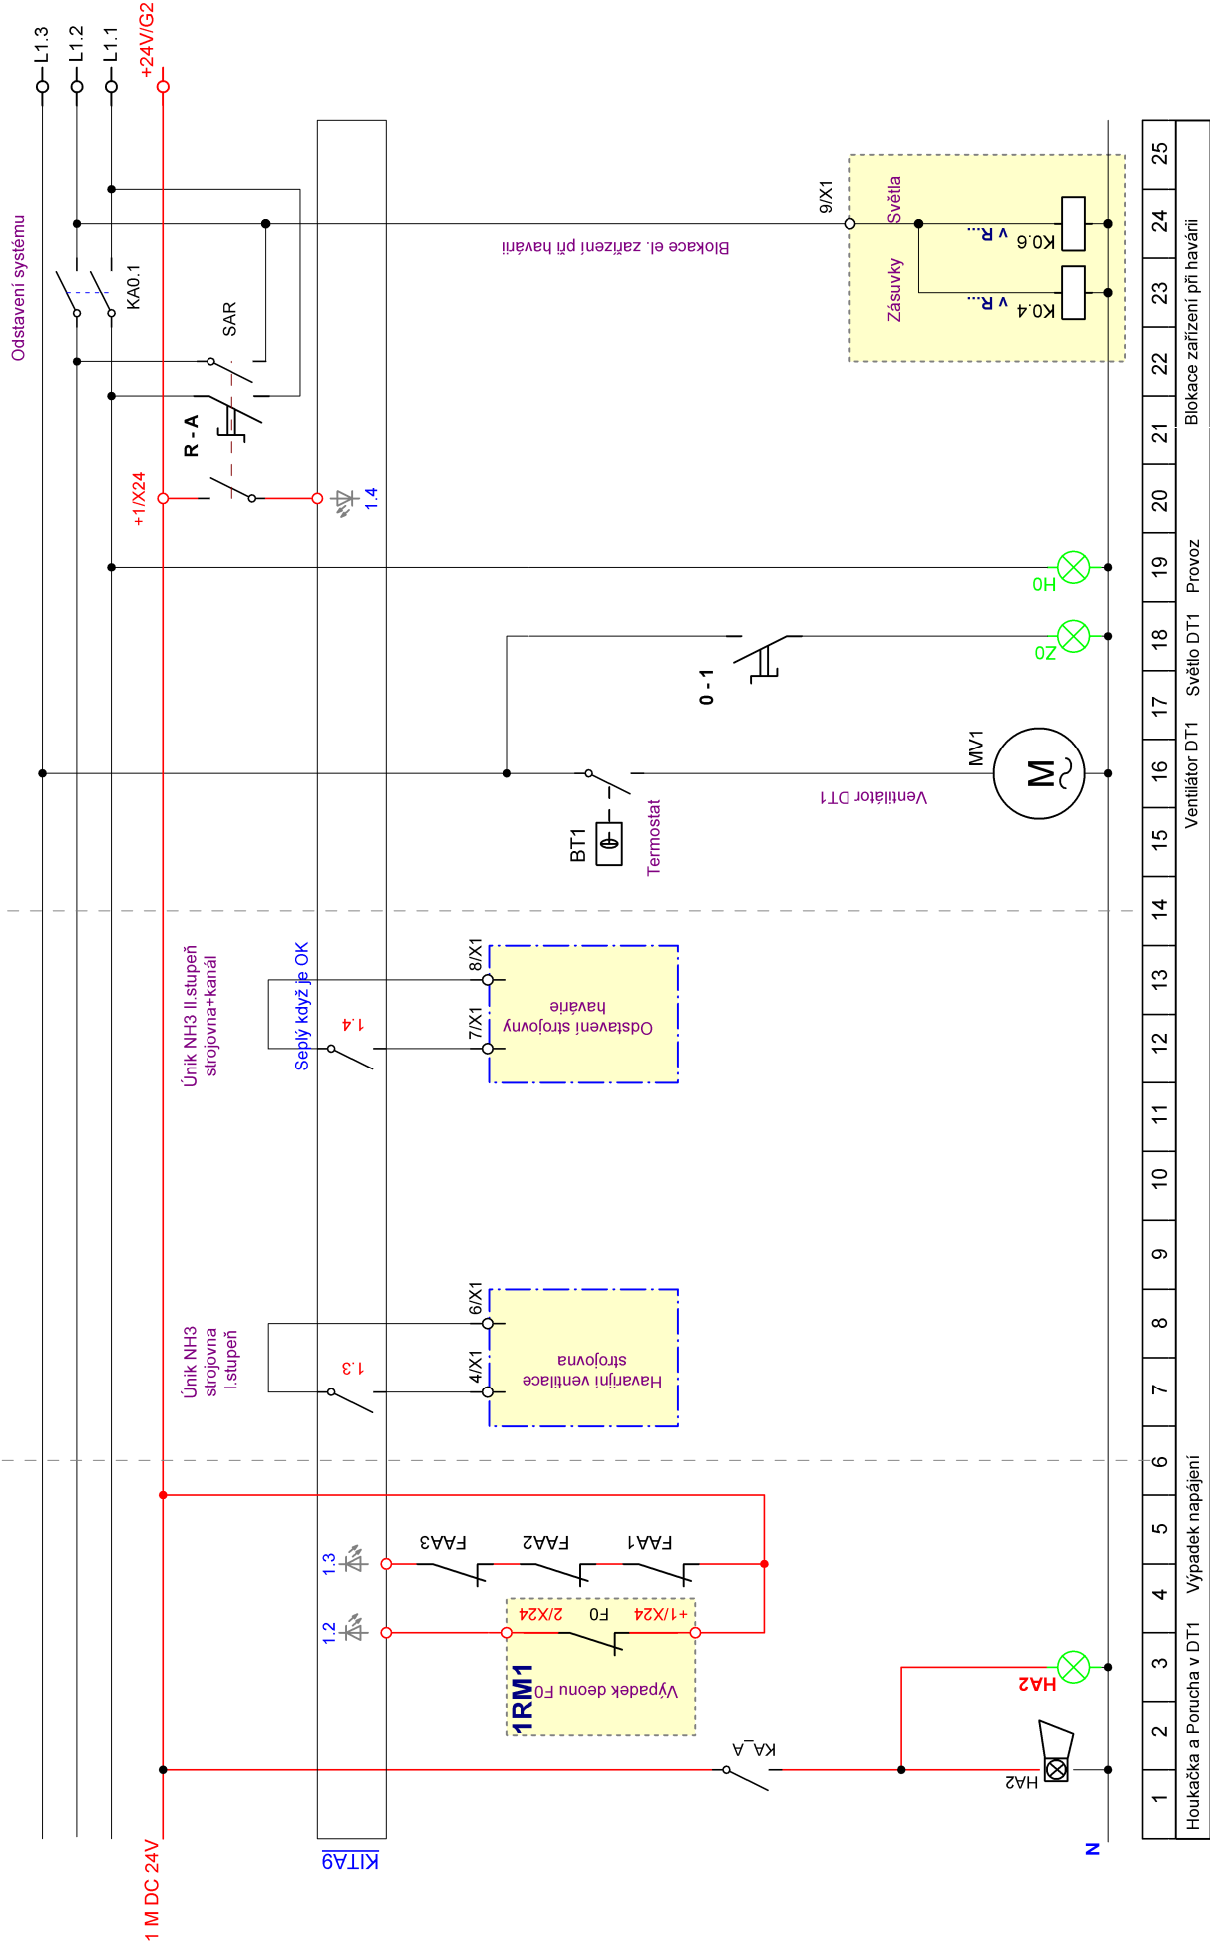 Odstavení systému
L1.3
L1.2
L1.1
+24V/G2
KA0.1
SAR
R - A
+1/X24
1.4
Blokace el. zařízení při havárii
9/X1
Světla
Zásuvky
v R...
K0.6
v R...
K0.4
H0
Z0
0 - 1
MV1
M
Ventilátor DT1
BT1
Termostat
Únik NH3 II.stupeň
strojovna+kanál
Seplý když je OK
1.4
7/X1
8/X1
Odstavení strojovny
havárie
Únik NH3
strojovna
I.stupeň
1.3
4/X1
6/X1
Havarijní ventilace
strojovna
1.3
1.2
FAA3
FAA2
FAA1
2/X24
F0
+1/X24
1RM1
Výpadek deonu F0
KA_A
HA2
HA2
1 M DC 24V
KITA9
N
1 2 3 4 5 6 7 8 9 10 11 12 13 14 15 16 17 18 19 20 21 22 23 24 25
Houkačka a Porucha v DT1
Výpadek napájení
Ventilátor DT1
Světlo DT1
Provoz
Blokace zařízení při havárii